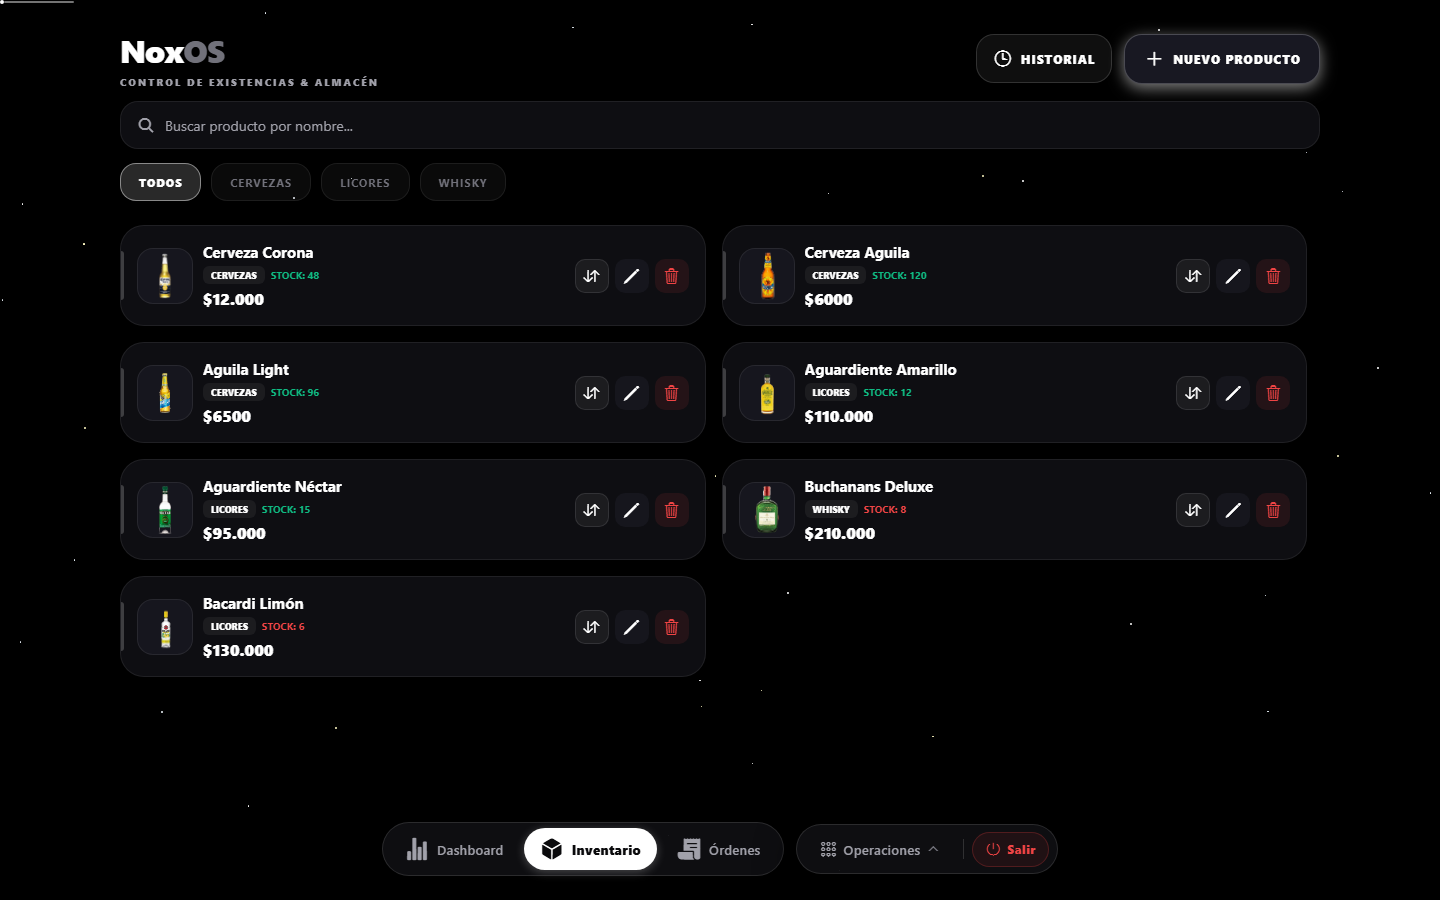 NoxOS
CONTROL DE EXISTENCIAS & ALMACÉN
HISTORIAL
NUEVO PRODUCTO
Buscar producto por nombre...
TODOS
CERVEZAS
LICORES
WHISKY
Cerveza Corona
CERVEZAS STOCK: 48
$12.000
Cerveza Aguila
CERVEZAS STOCK: 120
$6000
Aguila Light
CERVEZAS STOCK: 96
$6500
Aguardiente Amarillo
LICORES STOCK: 12
$110.000
Aguardiente Néctar
LICORES STOCK: 15
$95.000
Buchanans Deluxe
WHISKY STOCK: 8
$210.000
Bacardi Limón
LICORES STOCK: 6
$130.000
Dashboard
Inventario
Órdenes
Operaciones
Salir